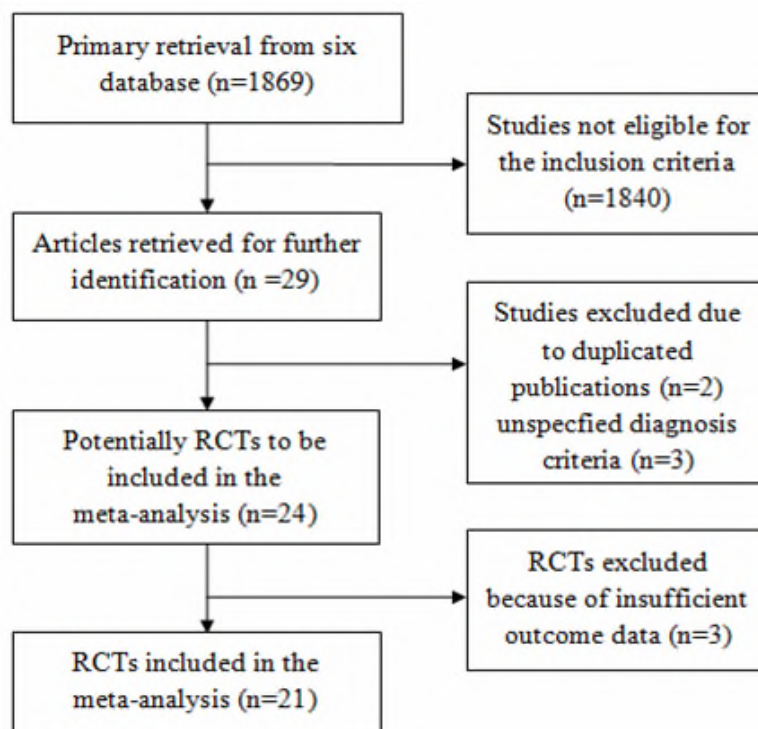 Primary retrieval from six
database (n=1869)
Studies not eligible for
the inclusion criteria
(n=1840)
Articles retrieved for further
identification (n =29)
Studies excluded due
to duplicated
publications (n=2)
unspecfied diagnosis
criteria (n=3)
Potentially RCTs to be
included in the
meta-analysis (n=24)
RCTs excluded
because of insufficient
outcome data (n=3)
RCTs included in the
meta-analysis (n=21)